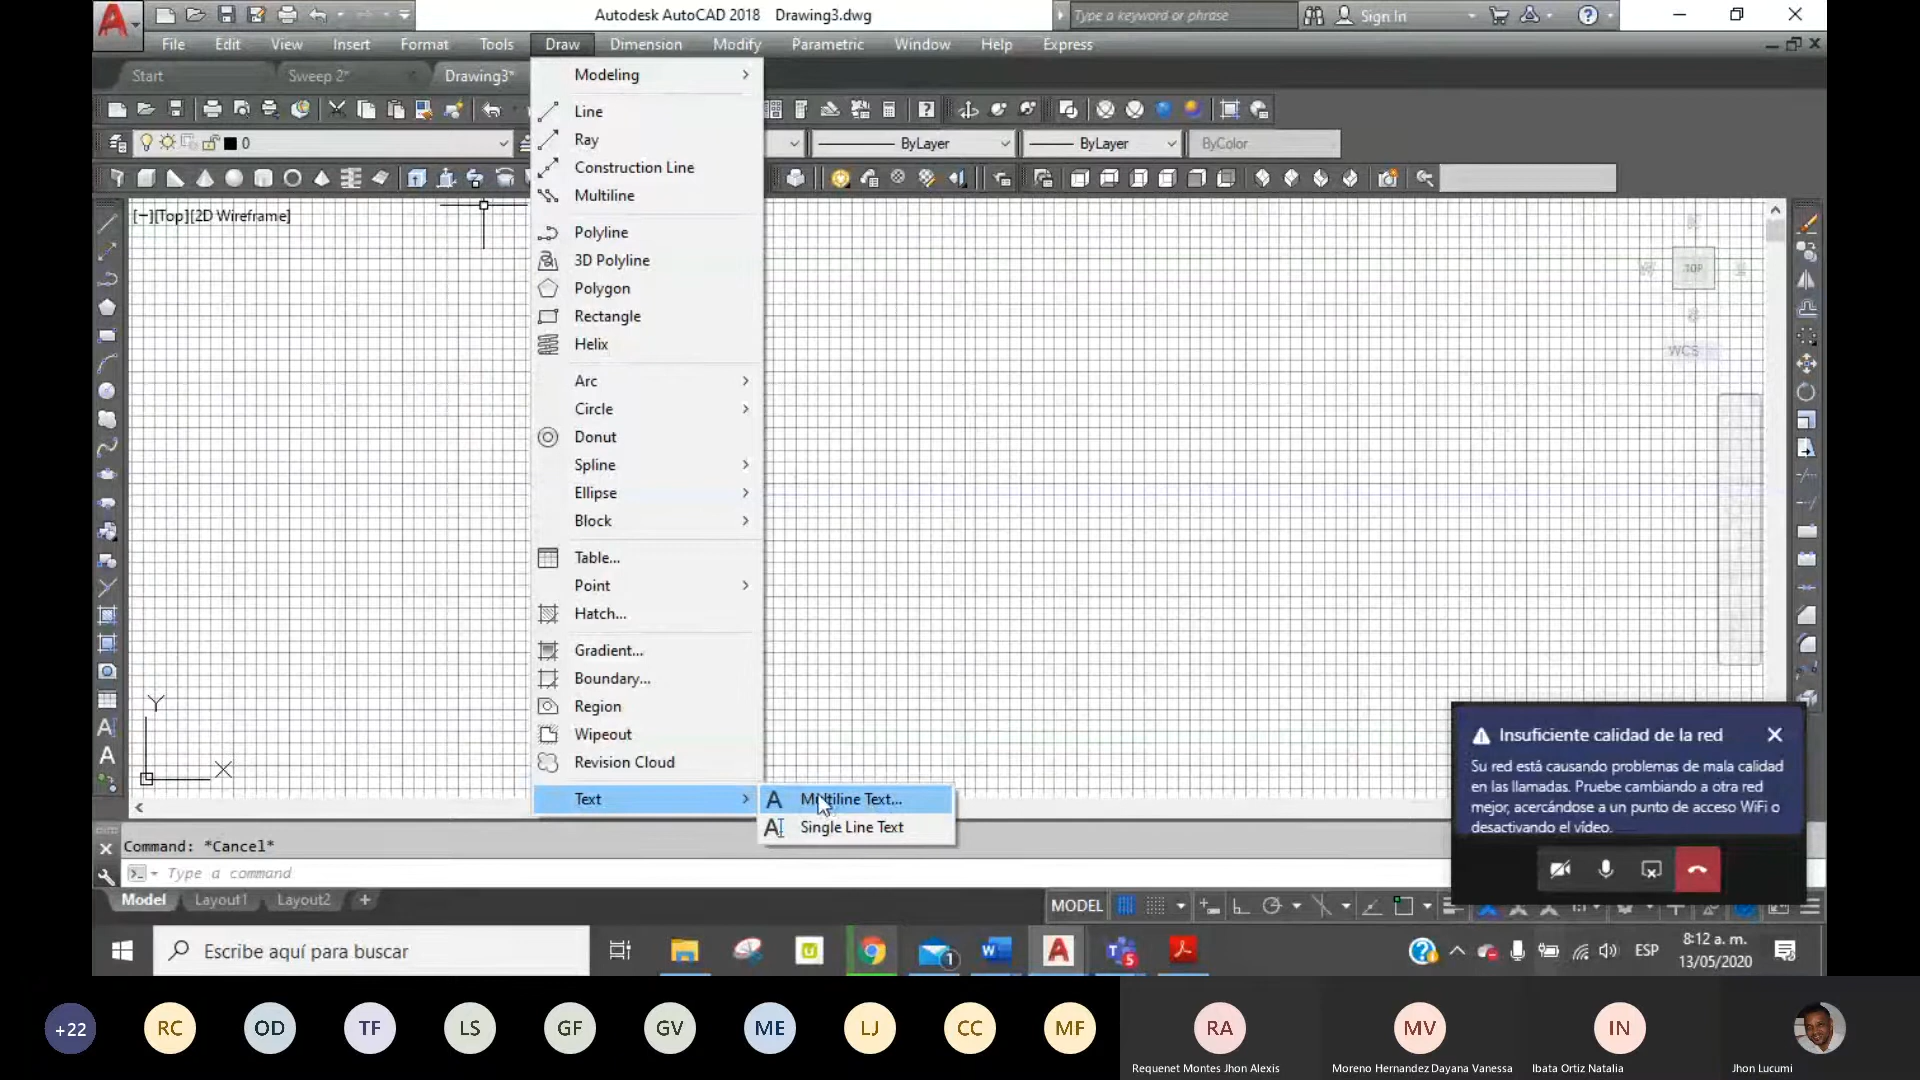 Autodesk AutoCAD 2018 Drawing3.dwg
Type a keyword or phrase
Sign In
File Edit View Insert Format Tools Draw Dimension Modify Parametric Window Help Express
Start Sweep 2* Drawing3*
0
ByLayer
ByLayer
ByColor
[−][Top][2D Wireframe]
Modeling
Line
Ray
Construction Line
Multiline
Polyline
3D Polyline
Polygon
Rectangle
Helix
Arc
Circle
Donut
Spline
Ellipse
Block
Table...
Point
Hatch...
Gradient...
Boundary...
Region
Wipeout
Revision Cloud
Text
Multiline Text...
Single Line Text
TOP
WCS
Y
X
Insuficiente calidad de la red
Su red está causando problemas de mala calidad
en las llamadas. Pruebe cambiando a otra red
mejor, acercándose a un punto de acceso WiFi o
desactivando el vídeo.
Command: *Cancel*
Type a command
Model Layout1 Layout2 +
MODEL
Escribe aquí para buscar
1
5
ESP
8:12 a. m.
13/05/2020
+22 RC OD TF LS GF GV ME LJ CC MF RA MV IN
Requenet Montes Jhon Alexis
Moreno Hernandez Dayana Vanessa
Ibata Ortiz Natalia
Jhon Lucumi